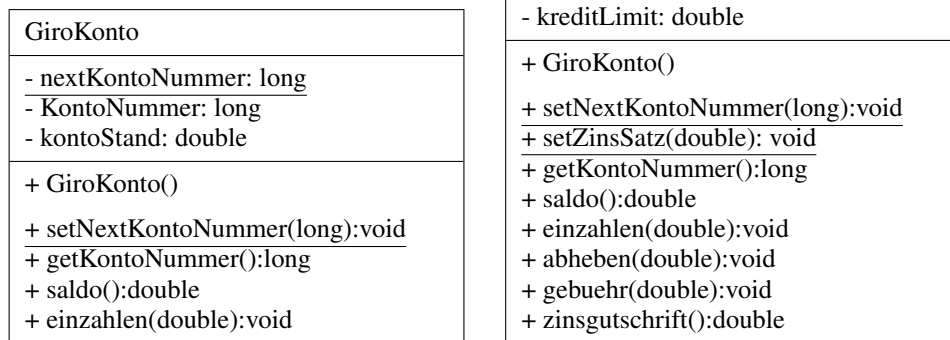 GiroKonto
- nextKontoNummer: long
- KontoNummer: long
- kontoStand: double
+ GiroKonto()
+ setNextKontoNummer(long):void
+ getKontoNummer():long
+ saldo():double
+ einzahlen(double):void
- kreditLimit: double
+ GiroKonto()
+ setNextKontoNummer(long):void
+ setZinsSatz(double): void
+ getKontoNummer():long
+ saldo():double
+ einzahlen(double):void
+ abheben(double):void
+ gebuehr(double):void
+ zinsgutschrift():double